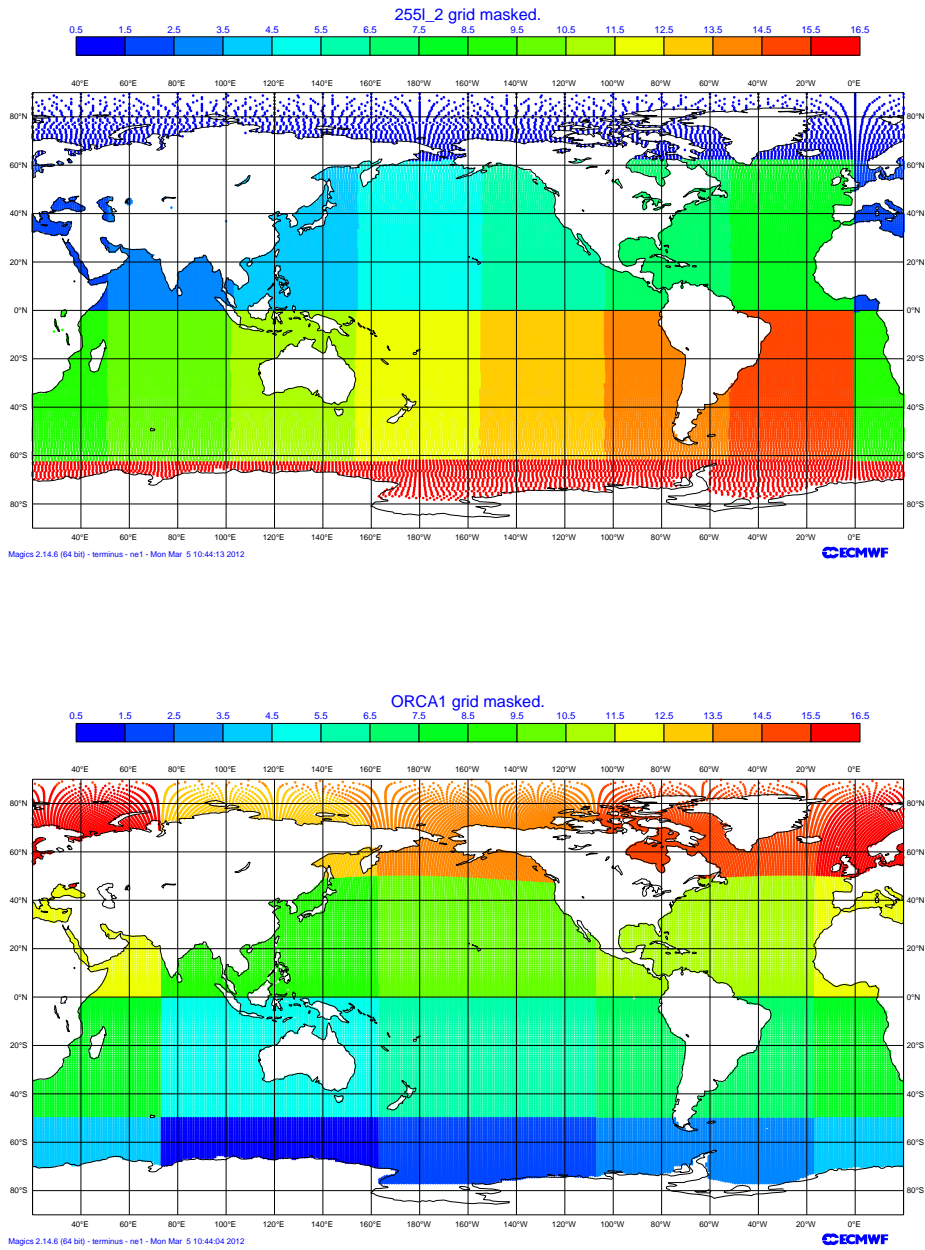 255l_2 grid masked.
0.5 1.5 2.5 3.5 4.5 5.5 6.5 7.5 8.5 9.5 10.5 11.5 12.5 13.5 14.5 15.5 16.5
40°E 60°E 80°E 100°E 120°E 140°E 160°E 180°W 160°W 140°W 120°W 100°W 80°W 60°W 40°W 20°W 0°E
80°N 80°N
60°N 60°N
40°N 40°N
20°N 20°N
0°N 0°N
20°S 20°S
40°S 40°S
60°S 60°S
80°S 80°S
40°E 60°E 80°E 100°E 120°E 140°E 160°E 180°W 160°W 140°W 120°W 100°W 80°W 60°W 40°W 20°W 0°E
Magics 2.14.6 (64 bit) - terminus - ne1 - Mon Mar 5 10:44:13 2012 ECMWF
ORCA1 grid masked.
0.5 1.5 2.5 3.5 4.5 5.5 6.5 7.5 8.5 9.5 10.5 11.5 12.5 13.5 14.5 15.5 16.5
40°E 60°E 80°E 100°E 120°E 140°E 160°E 180°W 160°W 140°W 120°W 100°W 80°W 60°W 40°W 20°W 0°E
80°N 80°N
60°N 60°N
40°N 40°N
20°N 20°N
0°N 0°N
20°S 20°S
40°S 40°S
60°S 60°S
80°S 80°S
40°E 60°E 80°E 100°E 120°E 140°E 160°E 180°W 160°W 140°W 120°W 100°W 80°W 60°W 40°W 20°W 0°E
Magics 2.14.6 (64 bit) - terminus - ne1 - Mon Mar 5 10:44:04 2012 ECMWF